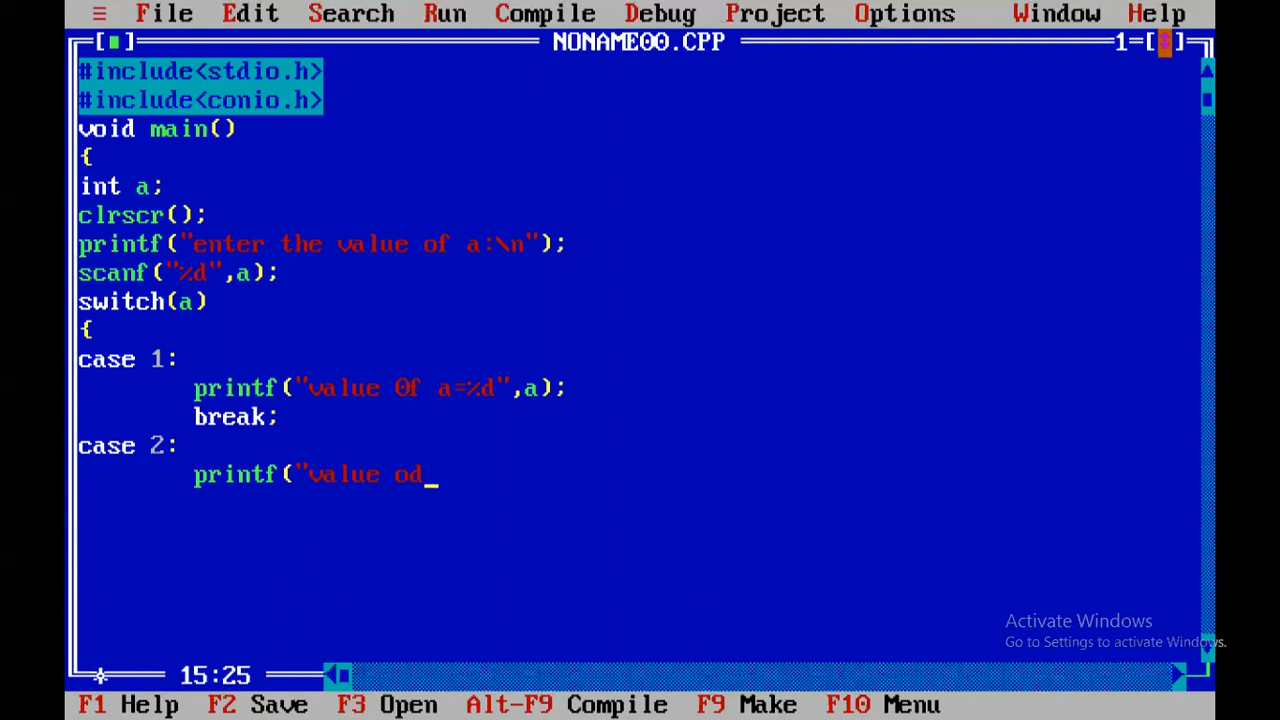 ≡ File Edit Search Run Compile Debug Project Options Window Help
[■] NONAME00.CPP 1=[↕]
#include<stdio.h>
#include<conio.h>
void main()
{
int a;
clrscr();
printf("enter the value of a:\n");
scanf("%d",a);
switch(a)
{
case 1:
printf("value Of a=%d",a);
break;
case 2:
printf("value od_
Activate Windows
Go to Settings to activate Windows.
15:25
F1 Help F2 Save F3 Open Alt-F9 Compile F9 Make F10 Menu